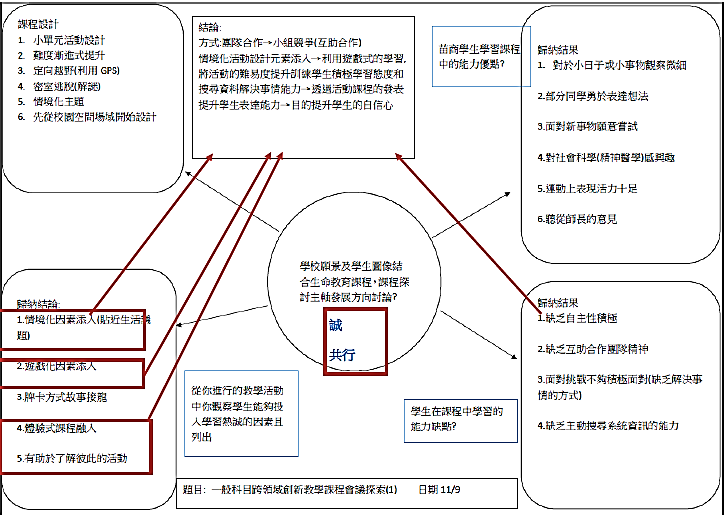 課程設計
1. 小單元活動設計
2. 難度漸進式提升
3. 定向越野(利用 GPS)
4. 密室逃脫(解謎)
5. 情境化主題
6. 先從校園空間場域開始設計
結論:
方式:團隊合作→小組競爭(互助合作)
情境化活動設計元素添入→利用遊戲式的學習,
將活動的難易度提升訓練學生積極學習態度和
搜尋資料解決事情能力→透過活動課程的發表
提升學生表達能力→目的提升學生的自信心
苗商學生學習課程
中的能力優點?
歸納結果
1. 對於小日子或小事物觀察微細
2.部分同學勇於表達想法
3.面對新事物願意嘗試
4.對社會科學(精神醫學)感興趣
5.運動上表現活力十足
6.聽從師長的意見
學校願景及學生圖像結
合生命教育課程,課程探
討主軸發展方向討論?
誠
共行
歸納結論:
1.情境化因素添入(貼近生活議
題)
2.遊戲化因素添入
3.牌卡方式故事接龍
4.體驗式課程融入
5.有助於了解彼此的活動
從你進行的教學活動
中你觀察學生能夠投
入學習熱誠的因素且
列出
學生在課程中學習的
能力缺點?
歸納結果
1.缺乏自主性積極
2.缺乏互助合作團隊精神
3.面對挑戰不夠積極面對(缺乏解決事
情的方式)
4.缺乏主動搜尋系統資訊的能力
題目: 一般科目跨領域創新教學課程會議探索(1) 日期 11/9